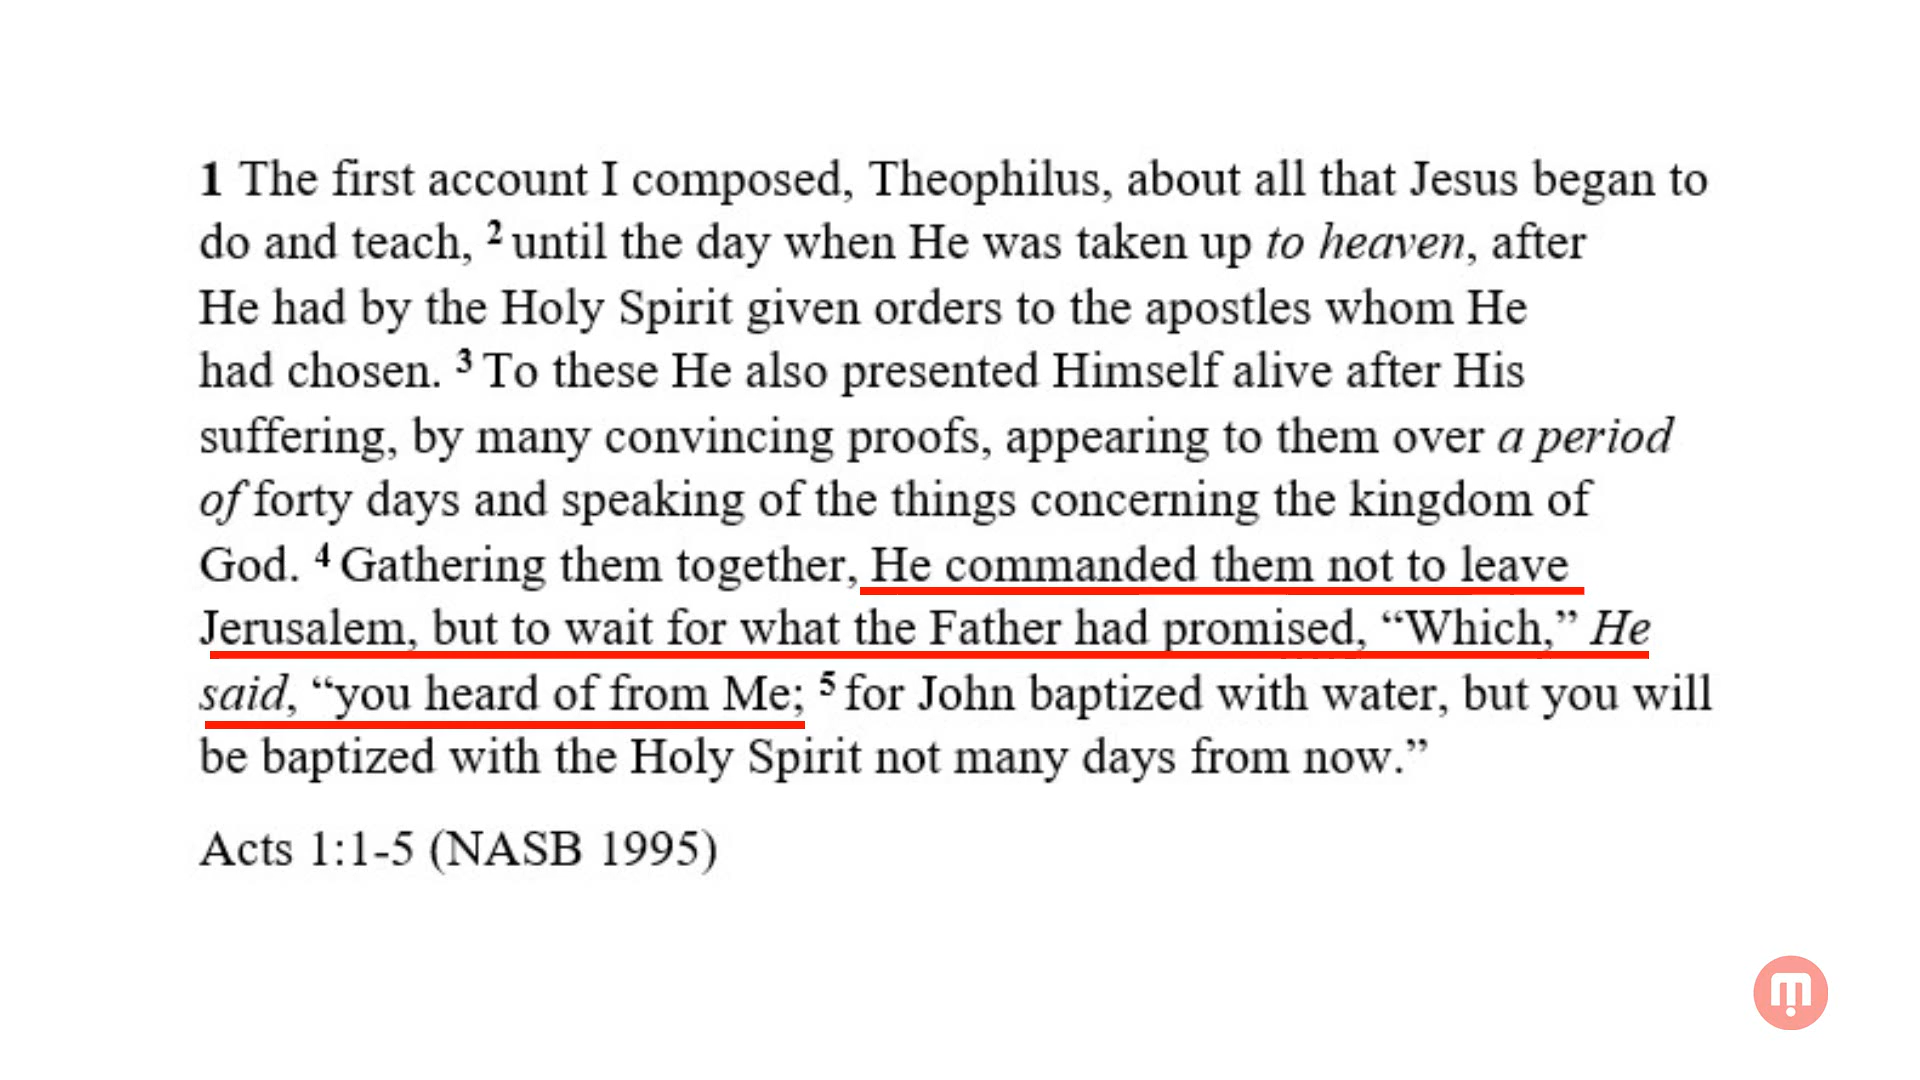 1 The first account I composed, Theophilus, about all that Jesus began to
do and teach, 2 until the day when He was taken up to heaven, after
He had by the Holy Spirit given orders to the apostles whom He
had chosen. 3 To these He also presented Himself alive after His
suffering, by many convincing proofs, appearing to them over a period
of forty days and speaking of the things concerning the kingdom of
God. 4 Gathering them together, He commanded them not to leave
Jerusalem, but to wait for what the Father had promised, “Which,” He
said, “you heard of from Me; 5 for John baptized with water, but you will
be baptized with the Holy Spirit not many days from now.”
Acts 1:1-5 (NASB 1995)